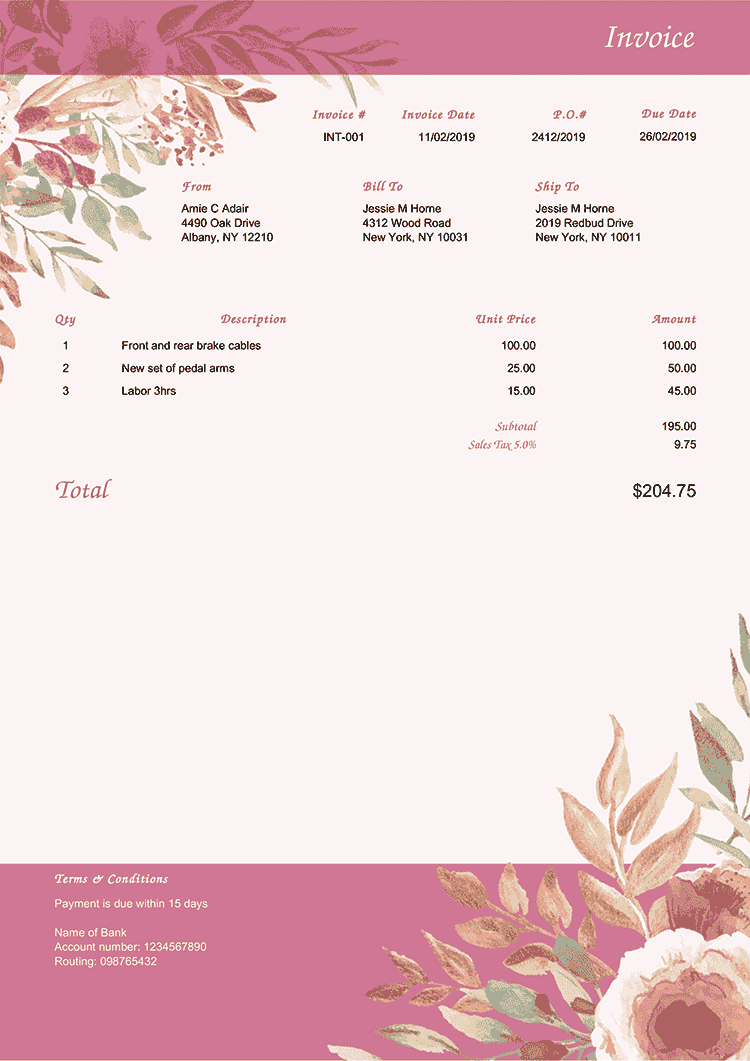 Invoice
Invoice # Invoice Date P.O.# Due Date
INT-001 11/02/2019 2412/2019 26/02/2019
From Bill To Ship To
Amie C Adair Jessie M Horne Jessie M Horne
4490 Oak Drive 4312 Wood Road 2019 Redbud Drive
Albany, NY 12210 New York, NY 10031 New York, NY 10011
Qty Description Unit Price Amount
1 Front and rear brake cables 100.00 100.00
2 New set of pedal arms 25.00 50.00
3 Labor 3hrs 15.00 45.00
Subtotal 195.00
Sales Tax 5.0% 9.75
Total $204.75
Terms & Conditions
Payment is due within 15 days
Name of Bank
Account number: 1234567890
Routing: 098765432